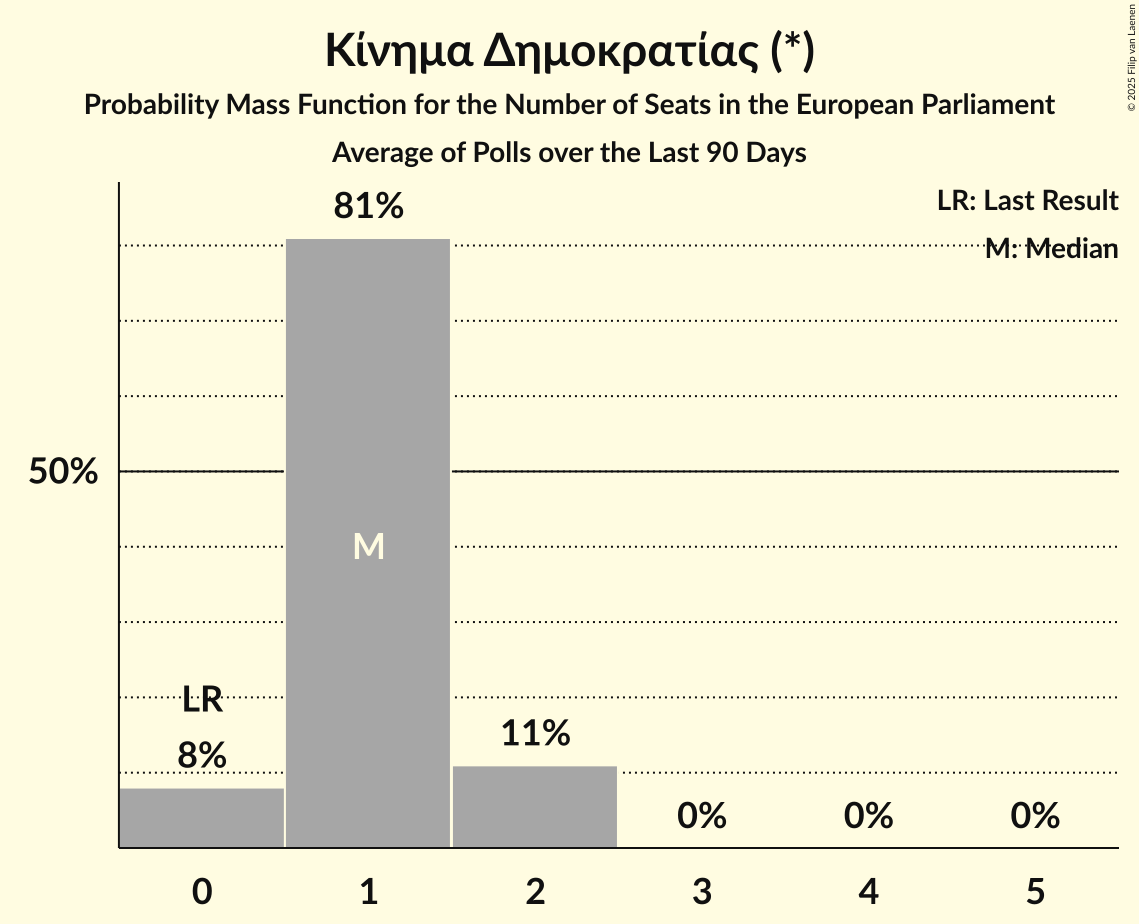 Κίνημα Δημοκρατίας (*)
Probability Mass Function for the Number of Seats in the European Parliament
Average of Polls over the Last 90 Days
© 2025 Filip van Laenen
LR: Last Result
M: Median
81%
50%
M
LR
8%
11%
0%
0%
0%
0
1
2
3
4
5